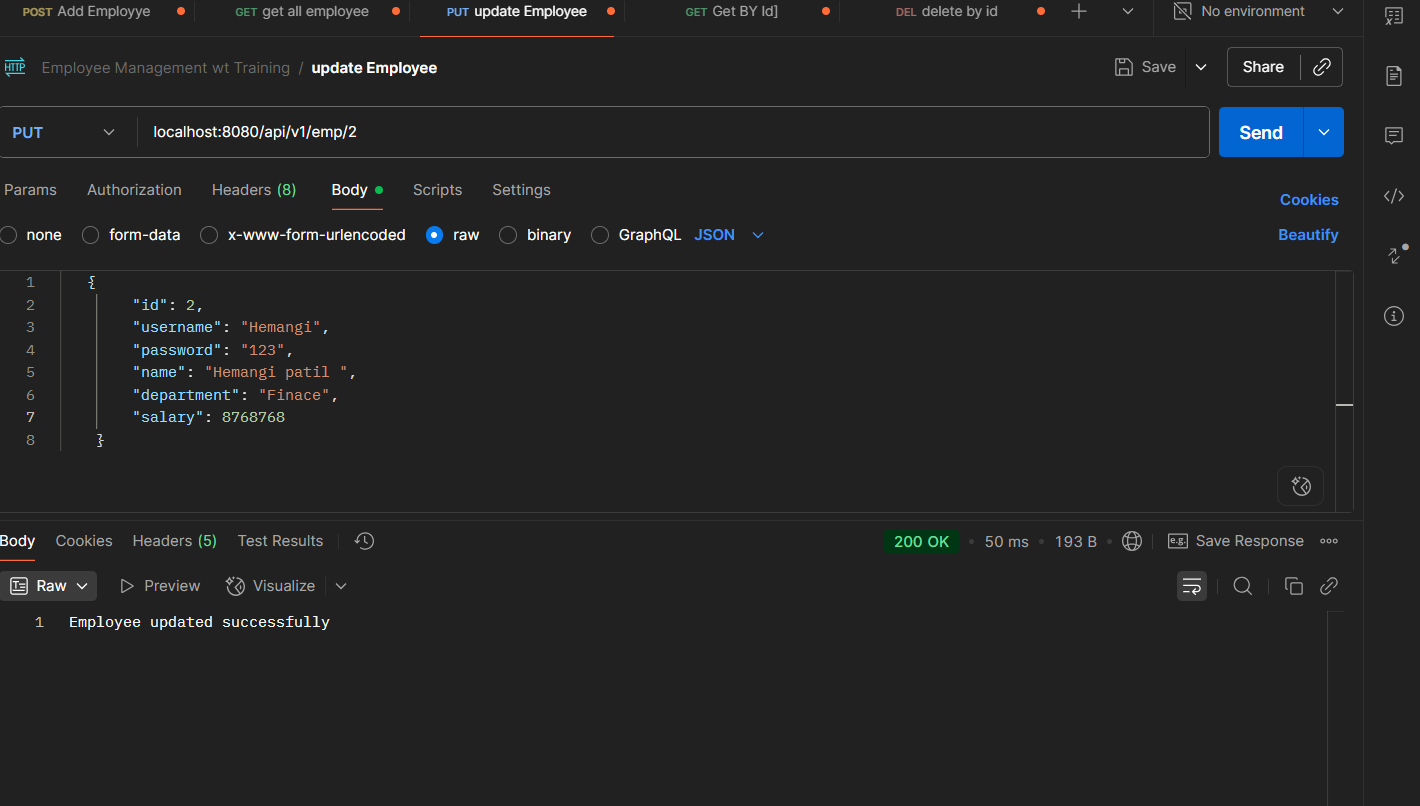 POST Add Employye GET get all employee PUT update Employee GET Get BY Id] DEL delete by id No environment
HTTP Employee Management wt Training / update Employee Save Share
PUT localhost:8080/api/v1/emp/2 Send
Params Authorization Headers (8) Body Scripts Settings Cookies
none form-data x-www-form-urlencoded raw binary GraphQL JSON Beautify
1 {
2 "id": 2,
3 "username": "Hemangi",
4 "password": "123",
5 "name": "Hemangi patil ",
6 "department": "Finace",
7 "salary": 8768768
8 }
Body Cookies Headers (5) Test Results 200 OK • 50 ms • 193 B • e.g. Save Response
Raw Preview Visualize
1 Employee updated successfully